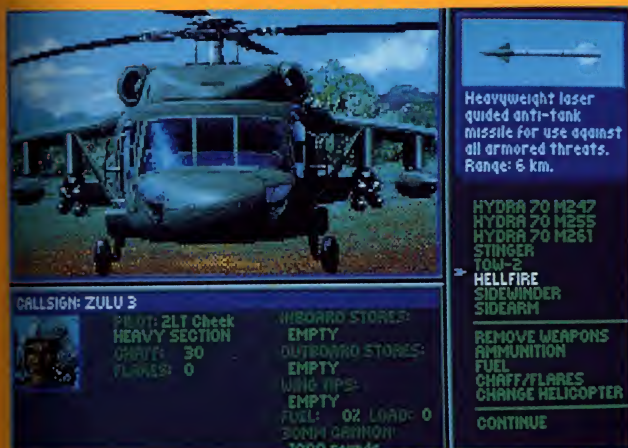 Heavyweight laser
guided anti-tank
missile for use against
all armored threats.
Range: 6 km.
HYDRA 70 M247
HYDRA 70 M255
HYDRA 70 M261
STINGER
TOW-2
HELLFIRE
SIDEWINDER
SIDEARM
REMOVE WEAPONS
AMMUNITION
FUEL
CHAFF/FLARES
CHANGE HELICOPTER
CONTINUE
CALLSIGN: ZULU 3
PILOT: 2LT Cheek
HEAVY SECTION
CHAFF: 30
FLARES: 0
INBOARD STORES:
EMPTY
OUTBOARD STORES:
EMPTY
WING TIPS:
EMPTY
FUEL: 0% LOAD: 0
30MM CANNON:
rounds